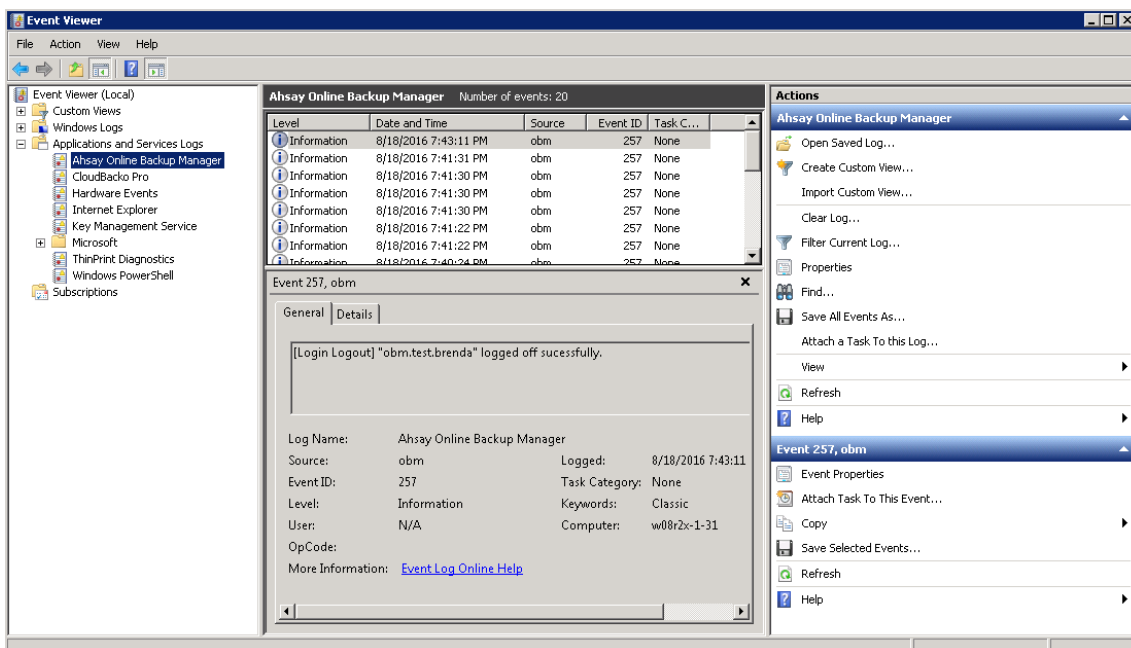 Event Viewer
File Action View Help
Event Viewer (Local)
Custom Views
Windows Logs
Applications and Services Logs
Ahsay Online Backup Manager
CloudBacko Pro
Hardware Events
Internet Explorer
Key Management Service
Microsoft
ThinPrint Diagnostics
Windows PowerShell
Subscriptions
Ahsay Online Backup Manager Number of events: 20
Level Date and Time Source Event ID Task C...
Information 8/18/2016 7:43:11 PM obm 257 None
Information 8/18/2016 7:41:31 PM obm 257 None
Information 8/18/2016 7:41:30 PM obm 257 None
Information 8/18/2016 7:41:30 PM obm 257 None
Information 8/18/2016 7:41:30 PM obm 257 None
Information 8/18/2016 7:41:22 PM obm 257 None
Information 8/18/2016 7:41:22 PM obm 257 None
Information 8/18/2016 7:40:24 PM obm 257 None
Event 257, obm
General Details
[Login Logout] "obm.test.brenda" logged off sucessfully.
Log Name: Ahsay Online Backup Manager
Source: obm Logged: 8/18/2016 7:43:11
Event ID: 257 Task Category: None
Level: Information Keywords: Classic
User: N/A Computer: w08r2x-1-31
OpCode:
More Information: Event Log Online Help
Actions
Ahsay Online Backup Manager
Open Saved Log...
Create Custom View...
Import Custom View...
Clear Log...
Filter Current Log...
Properties
Find...
Save All Events As...
Attach a Task To this Log...
View
Refresh
Help
Event 257, obm
Event Properties
Attach Task To This Event...
Copy
Save Selected Events...
Refresh
Help